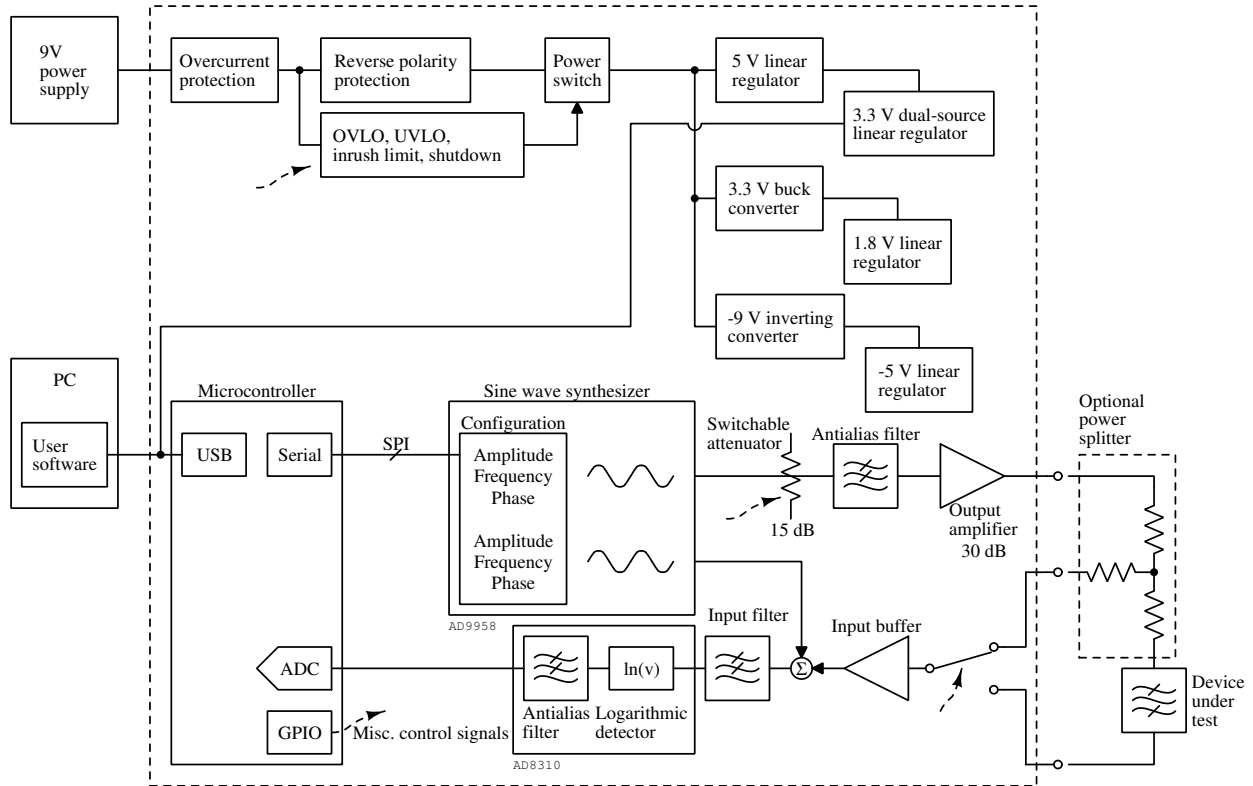 9V
power
supply
Overcurrent
protection
Reverse polarity
protection
Power
switch
5 V linear
regulator
3.3 V dual-source
linear regulator
OVLO, UVLO,
inrush limit, shutdown
3.3 V buck
converter
1.8 V linear
regulator
-9 V inverting
converter
-5 V linear
regulator
PC
User
software
Microcontroller
USB
Serial
SPI
Sine wave synthesizer
Configuration
Amplitude
Frequency
Phase
Amplitude
Frequency
Phase
AD9958
Switchable
attenuator
15 dB
Antialias filter
Output
amplifier
30 dB
Optional
power
splitter
Input filter
Input buffer
Σ
ADC
GPIO
Misc. control signals
ln(v)
Antialias
filter
Logarithmic
detector
AD8310
Device
under
test